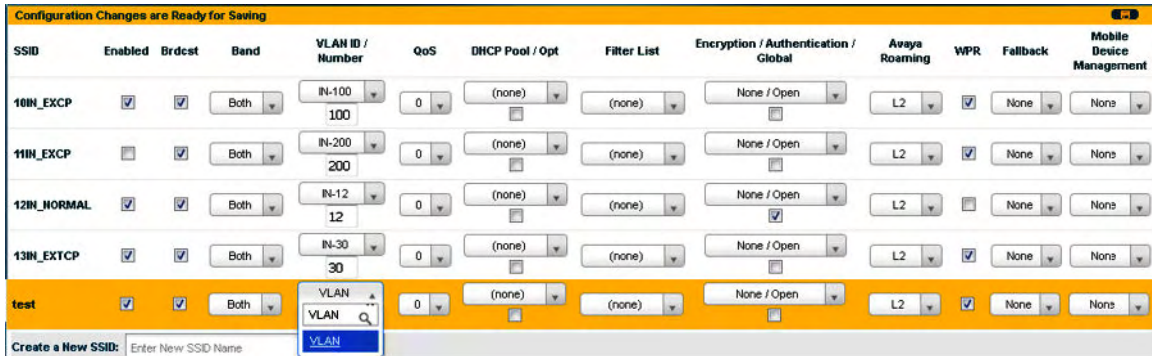 Configuration Changes are Ready for Saving
SSID Enabled Brdcst Band VLAN ID / Number QoS DHCP Pool / Opt Filter List Encryption / Authentication / Global Avaya Roaming WPR Fallback Mobile Device Management
10IN_EXCP Both IN-100 0 (none) (none) None / Open L2 None None
100
11IN_EXCP Both IN-200 0 (none) (none) None / Open L2 None None
200
12IN_NORMAL Both IN-12 0 (none) (none) None / Open L2 None None
12
13IN_EXTCP Both IN-30 0 (none) (none) None / Open L2 None None
30
test Both VLAN 0 (none) (none) None / Open L2 None None
VLAN
VLAN
Create a New SSID: Enter New SSID Name